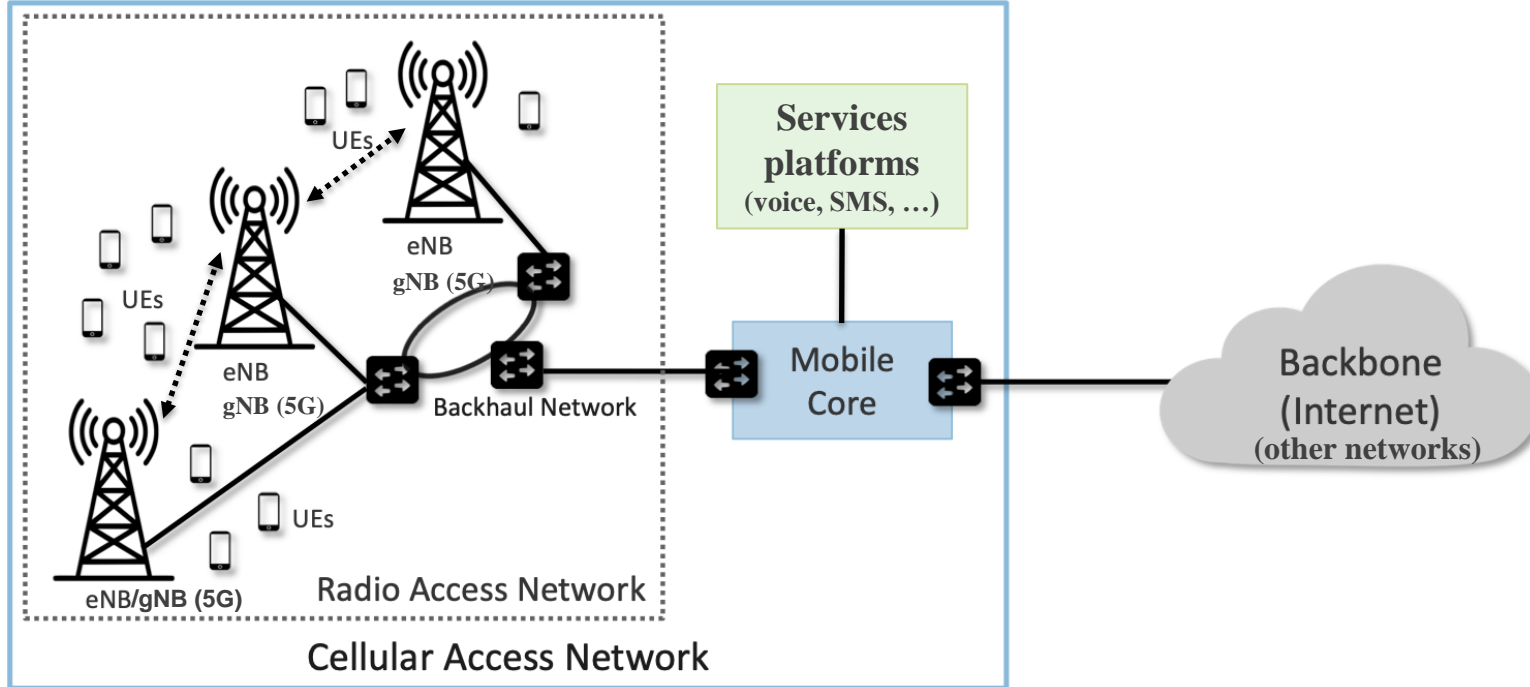 UEs
Services
platforms
(voice, SMS, …)
eNB
gNB (5G)
UEs
eNB
gNB (5G)
Backhaul Network
Mobile
Core
Backbone
(Internet)
(other networks)
UEs
eNB/gNB (5G)
Radio Access Network
Cellular Access Network